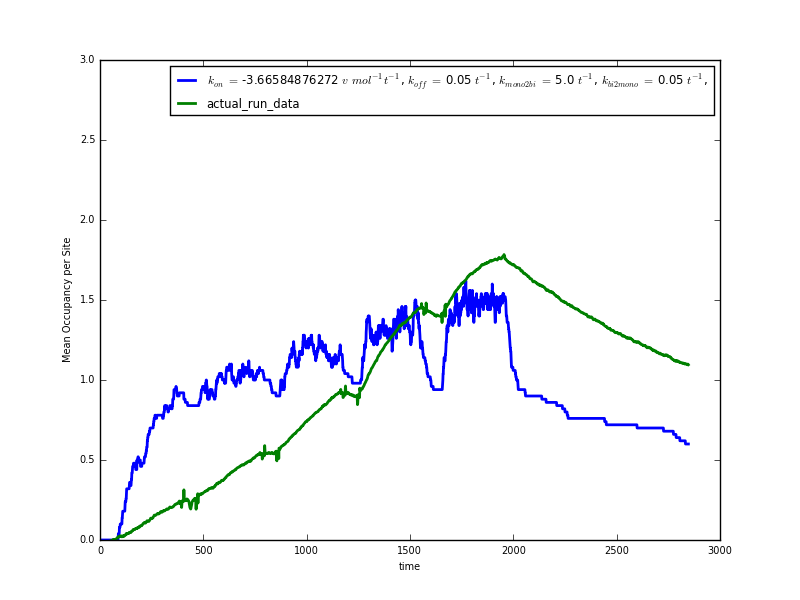 3.0
k_on = -3.66584876272 v mol⁻¹t⁻¹, k_off = 0.05 t⁻¹, k_mono2bi = 5.0 t⁻¹, k_bi2mono = 0.05 t⁻¹,
actual_run_data
2.5
2.0
Mean Occupancy per Site
1.5
1.0
0.5
0.0
0 500 1000 1500 2000 2500 3000
time